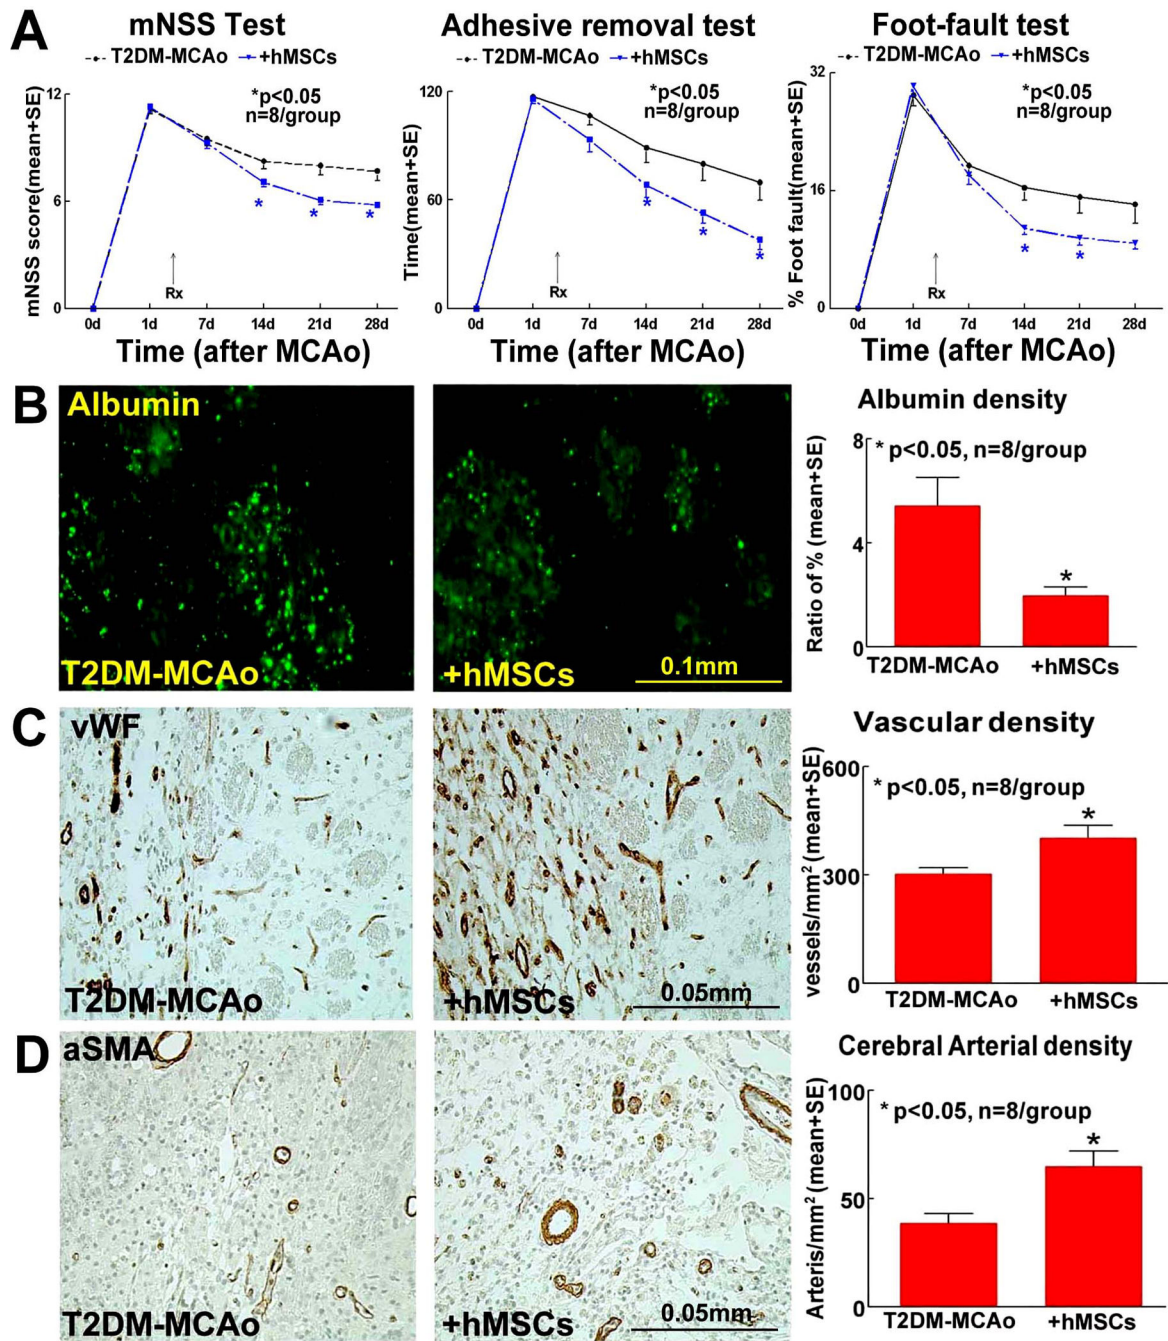 A
mNSS Test
T2DM-MCAo +hMSCs
*p<0.05
n=8/group
mNSS score(mean+SE)
12
6
0
Rx
0d 1d 7d 14d 21d 28d
Time (after MCAo)
Adhesive removal test
T2DM-MCAo +hMSCs
*p<0.05
n=8/group
Time(mean+SE)
120
60
0
Rx
0d 1d 7d 14d 21d 28d
Time (after MCAo)
Foot-fault test
T2DM-MCAo +hMSCs
*p<0.05
n=8/group
% Foot fault(mean+SE)
32
16
0
Rx
0d 1d 7d 14d 21d 28d
Time (after MCAo)
* * *
* * *
* *
B
Albumin
T2DM-MCAo
+hMSCs
0.1mm
Albumin density
* p<0.05, n=8/group
Ratio of % (mean+SE)
8
4
0
*
T2DM-MCAo +hMSCs
C
vWF
T2DM-MCAo
+hMSCs
0.05mm
Vascular density
* p<0.05, n=8/group
vessels/mm² (mean+SE)
600
300
0
*
T2DM-MCAo +hMSCs
D
aSMA
T2DM-MCAo
+hMSCs
0.05mm
Cerebral Arterial density
* p<0.05, n=8/group
Arteris/mm² (mean+SE)
100
50
0
*
T2DM-MCAo +hMSCs